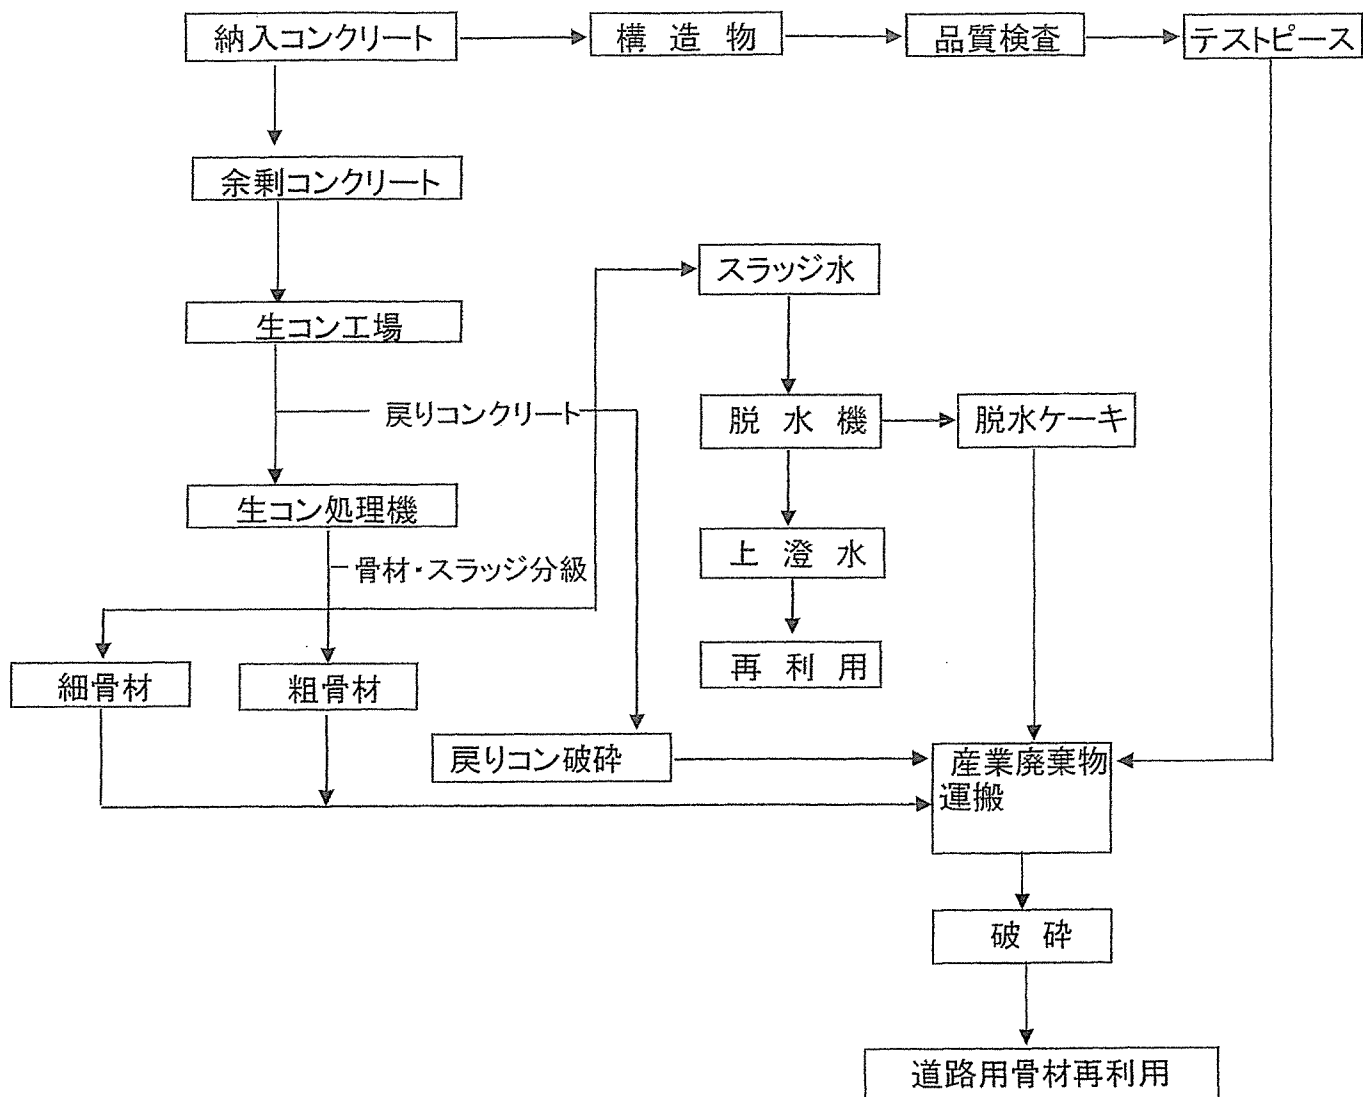 納入コンクリート
構造物
品質検査
テストピース
余剰コンクリート
スラッジ水
生コン工場
戻りコンクリート
脱水機
脱水ケーキ
生コン処理機
上澄水
骨材・スラッジ分級
再利用
細骨材
粗骨材
戻りコン破砕
産業廃棄物
運搬
破砕
道路用骨材再利用